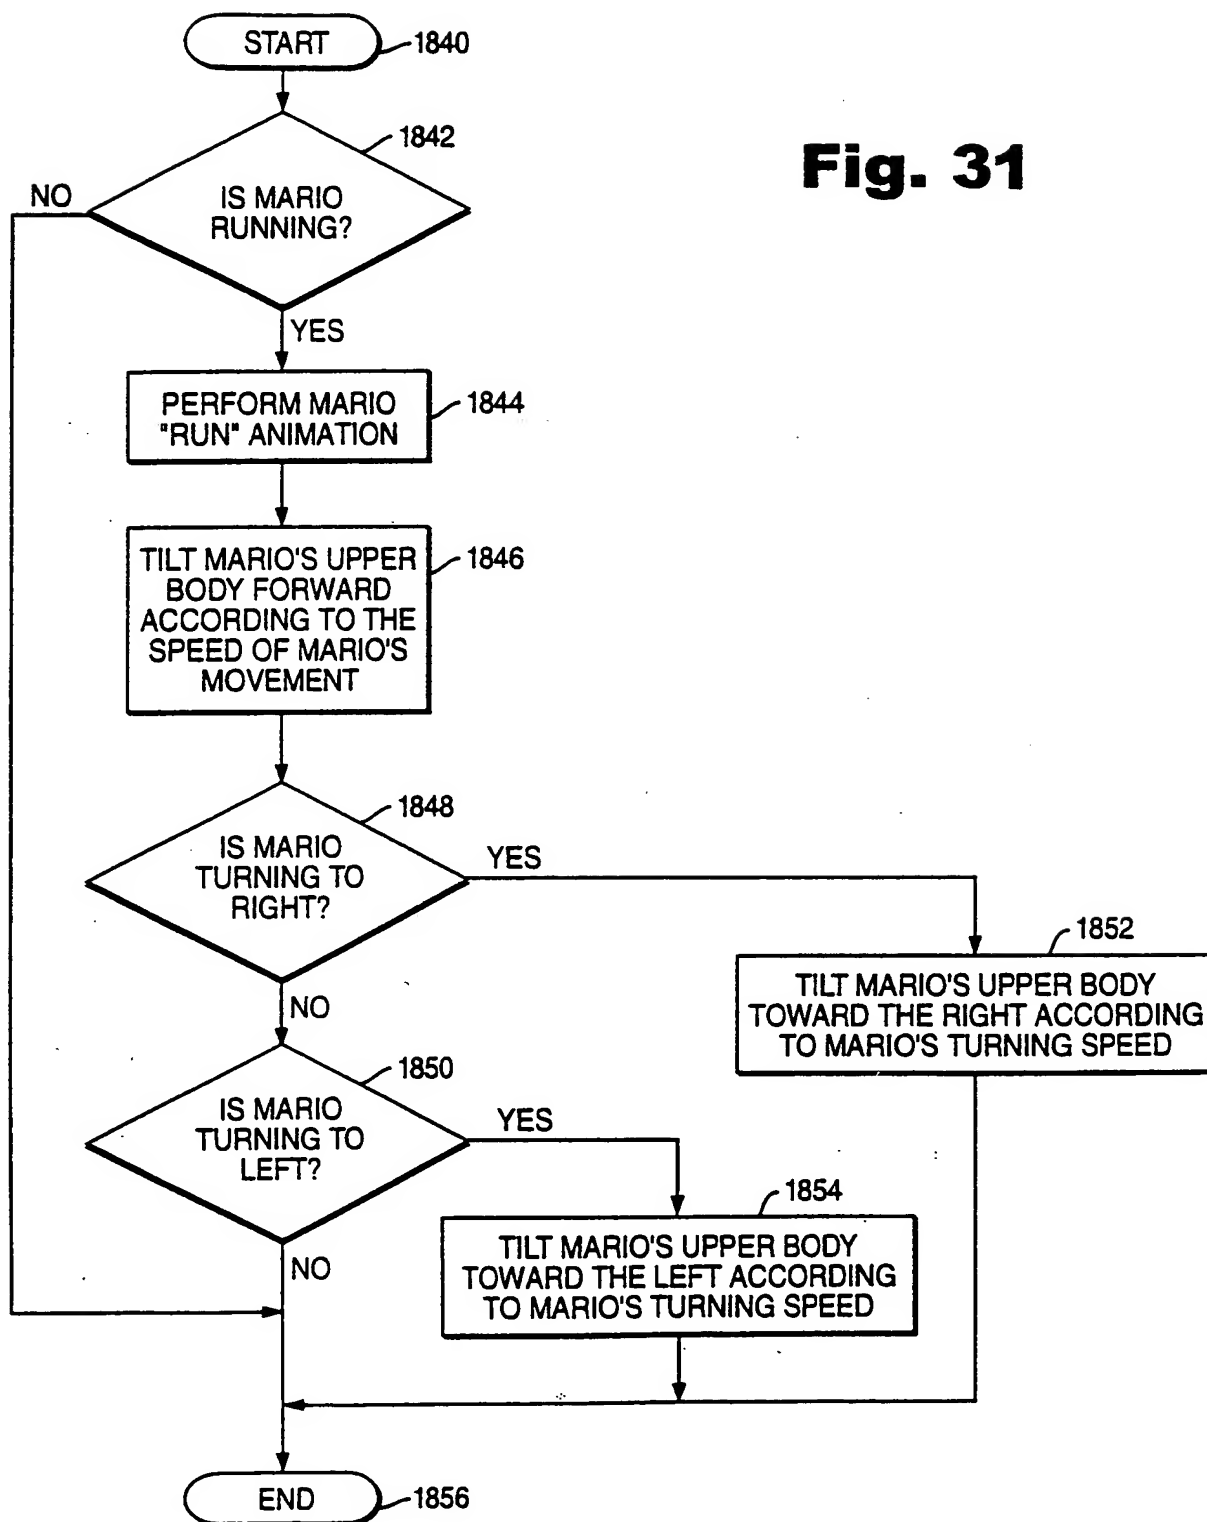 START
1840
Fig. 31
1842
NO
IS MARIO
RUNNING?
YES
PERFORM MARIO
"RUN" ANIMATION
1844
TILT MARIO'S UPPER
BODY FORWARD
ACCORDING TO THE
SPEED OF MARIO'S
MOVEMENT
1846
1848
IS MARIO
TURNING TO
RIGHT?
YES
NO
1852
TILT MARIO'S UPPER BODY
TOWARD THE RIGHT ACCORDING
TO MARIO'S TURNING SPEED
1850
IS MARIO
TURNING TO
LEFT?
YES
NO
1854
TILT MARIO'S UPPER BODY
TOWARD THE LEFT ACCORDING
TO MARIO'S TURNING SPEED
END
1856